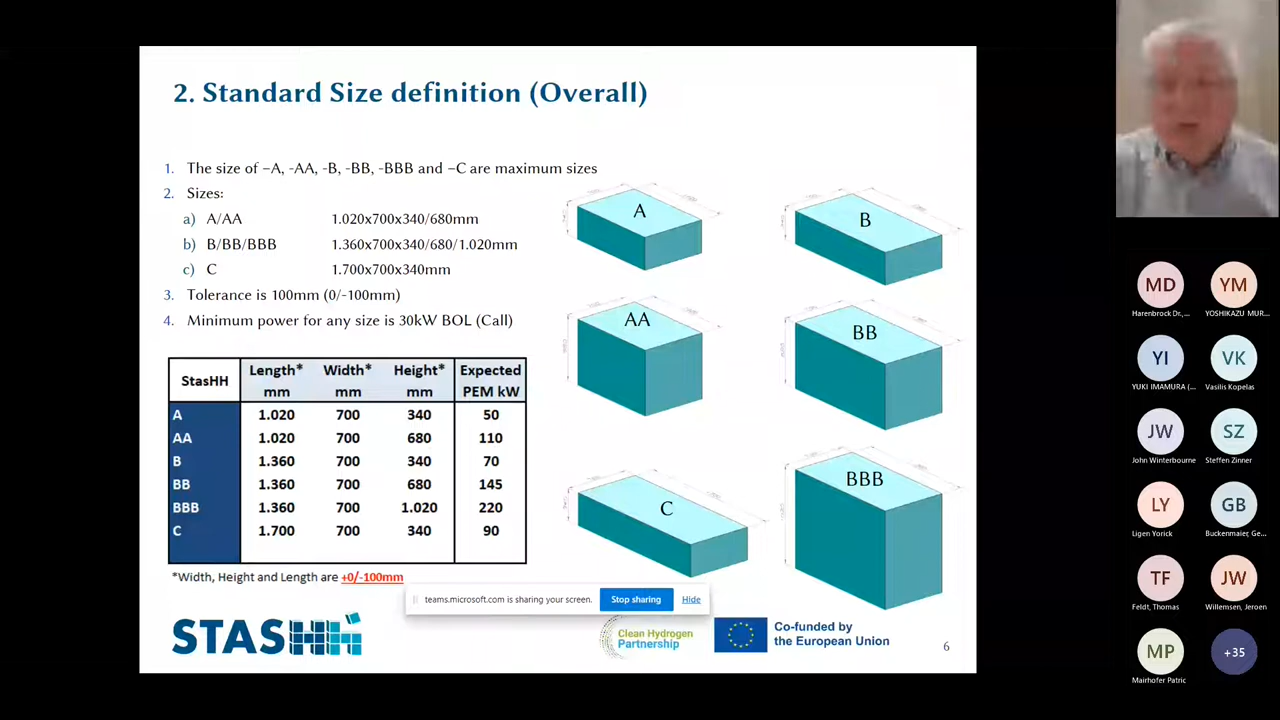 2. Standard Size definition (Overall)
1. The size of –A, -AA, -B, -BB, -BBB and –C are maximum sizes
2. Sizes:
a) A/AA 1.020x700x340/680mm
b) B/BB/BBB 1.360x700x340/680/1.020mm
c) C 1.700x700x340mm
3. Tolerance is 100mm (0/-100mm)
4. Minimum power for any size is 30kW BOL (Call)
StasHH Length* mm Width* mm Height* mm Expected PEM kW
A 1.020 700 340 50
AA 1.020 700 680 110
B 1.360 700 340 70
BB 1.360 700 680 145
BBB 1.360 700 1.020 220
C 1.700 700 340 90
*Width, Height and Length are +0/-100mm
A
B
AA
BB
C
BBB
teams.microsoft.com is sharing your screen. Stop sharing Hide
STASHH
Clean Hydrogen
Partnership
Co-funded by
the European Union
6
MD YM
Harenbrock Dr.,... YOSHIKAZU MUR...
YI VK
YUKI IMAMURA (... Vasilis Kopelas
JW SZ
John Winterbourne Steffen Zinner
LY GB
Ligen Yorick Buckenmaier, Ge...
TF JW
Feldt, Thomas Willemsen, Jeroen
MP +35
Mairhofer Patric